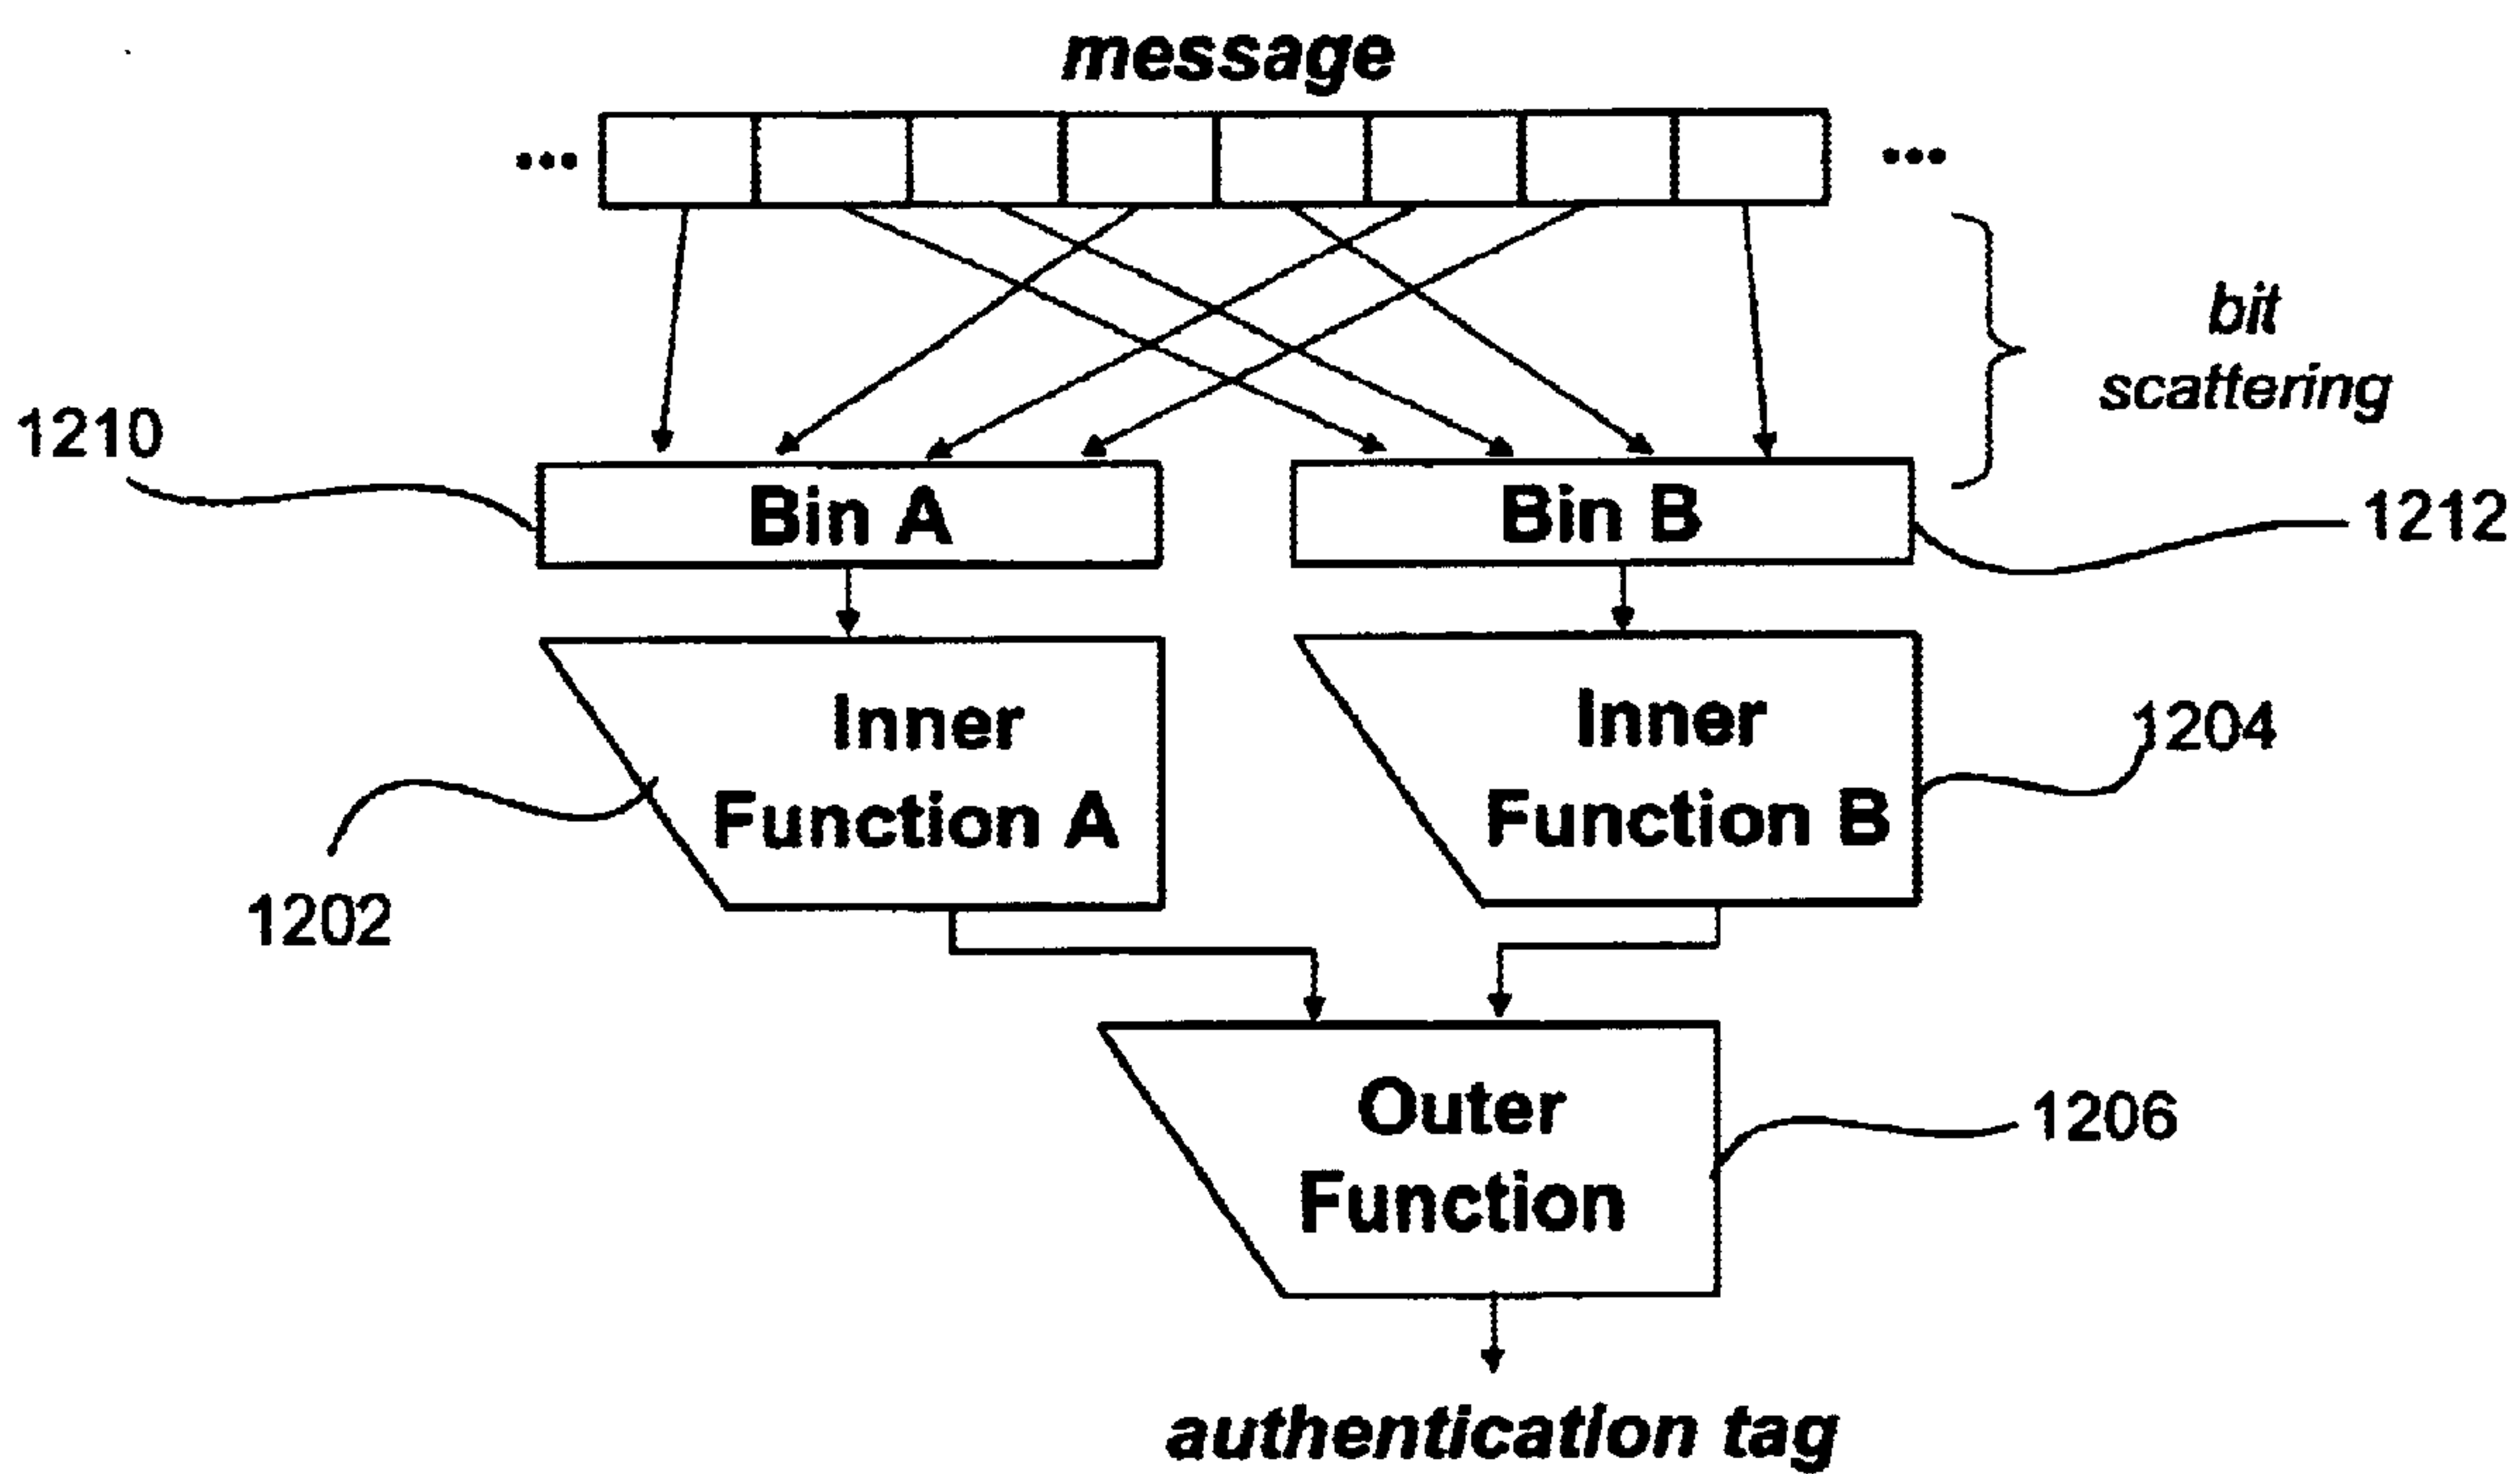 message
... ...
bit
scattering
1210
Bin A
Bin B
1212
Inner
Function A
Inner
Function B
1204
1202
Outer
Function
1206
authentication tag